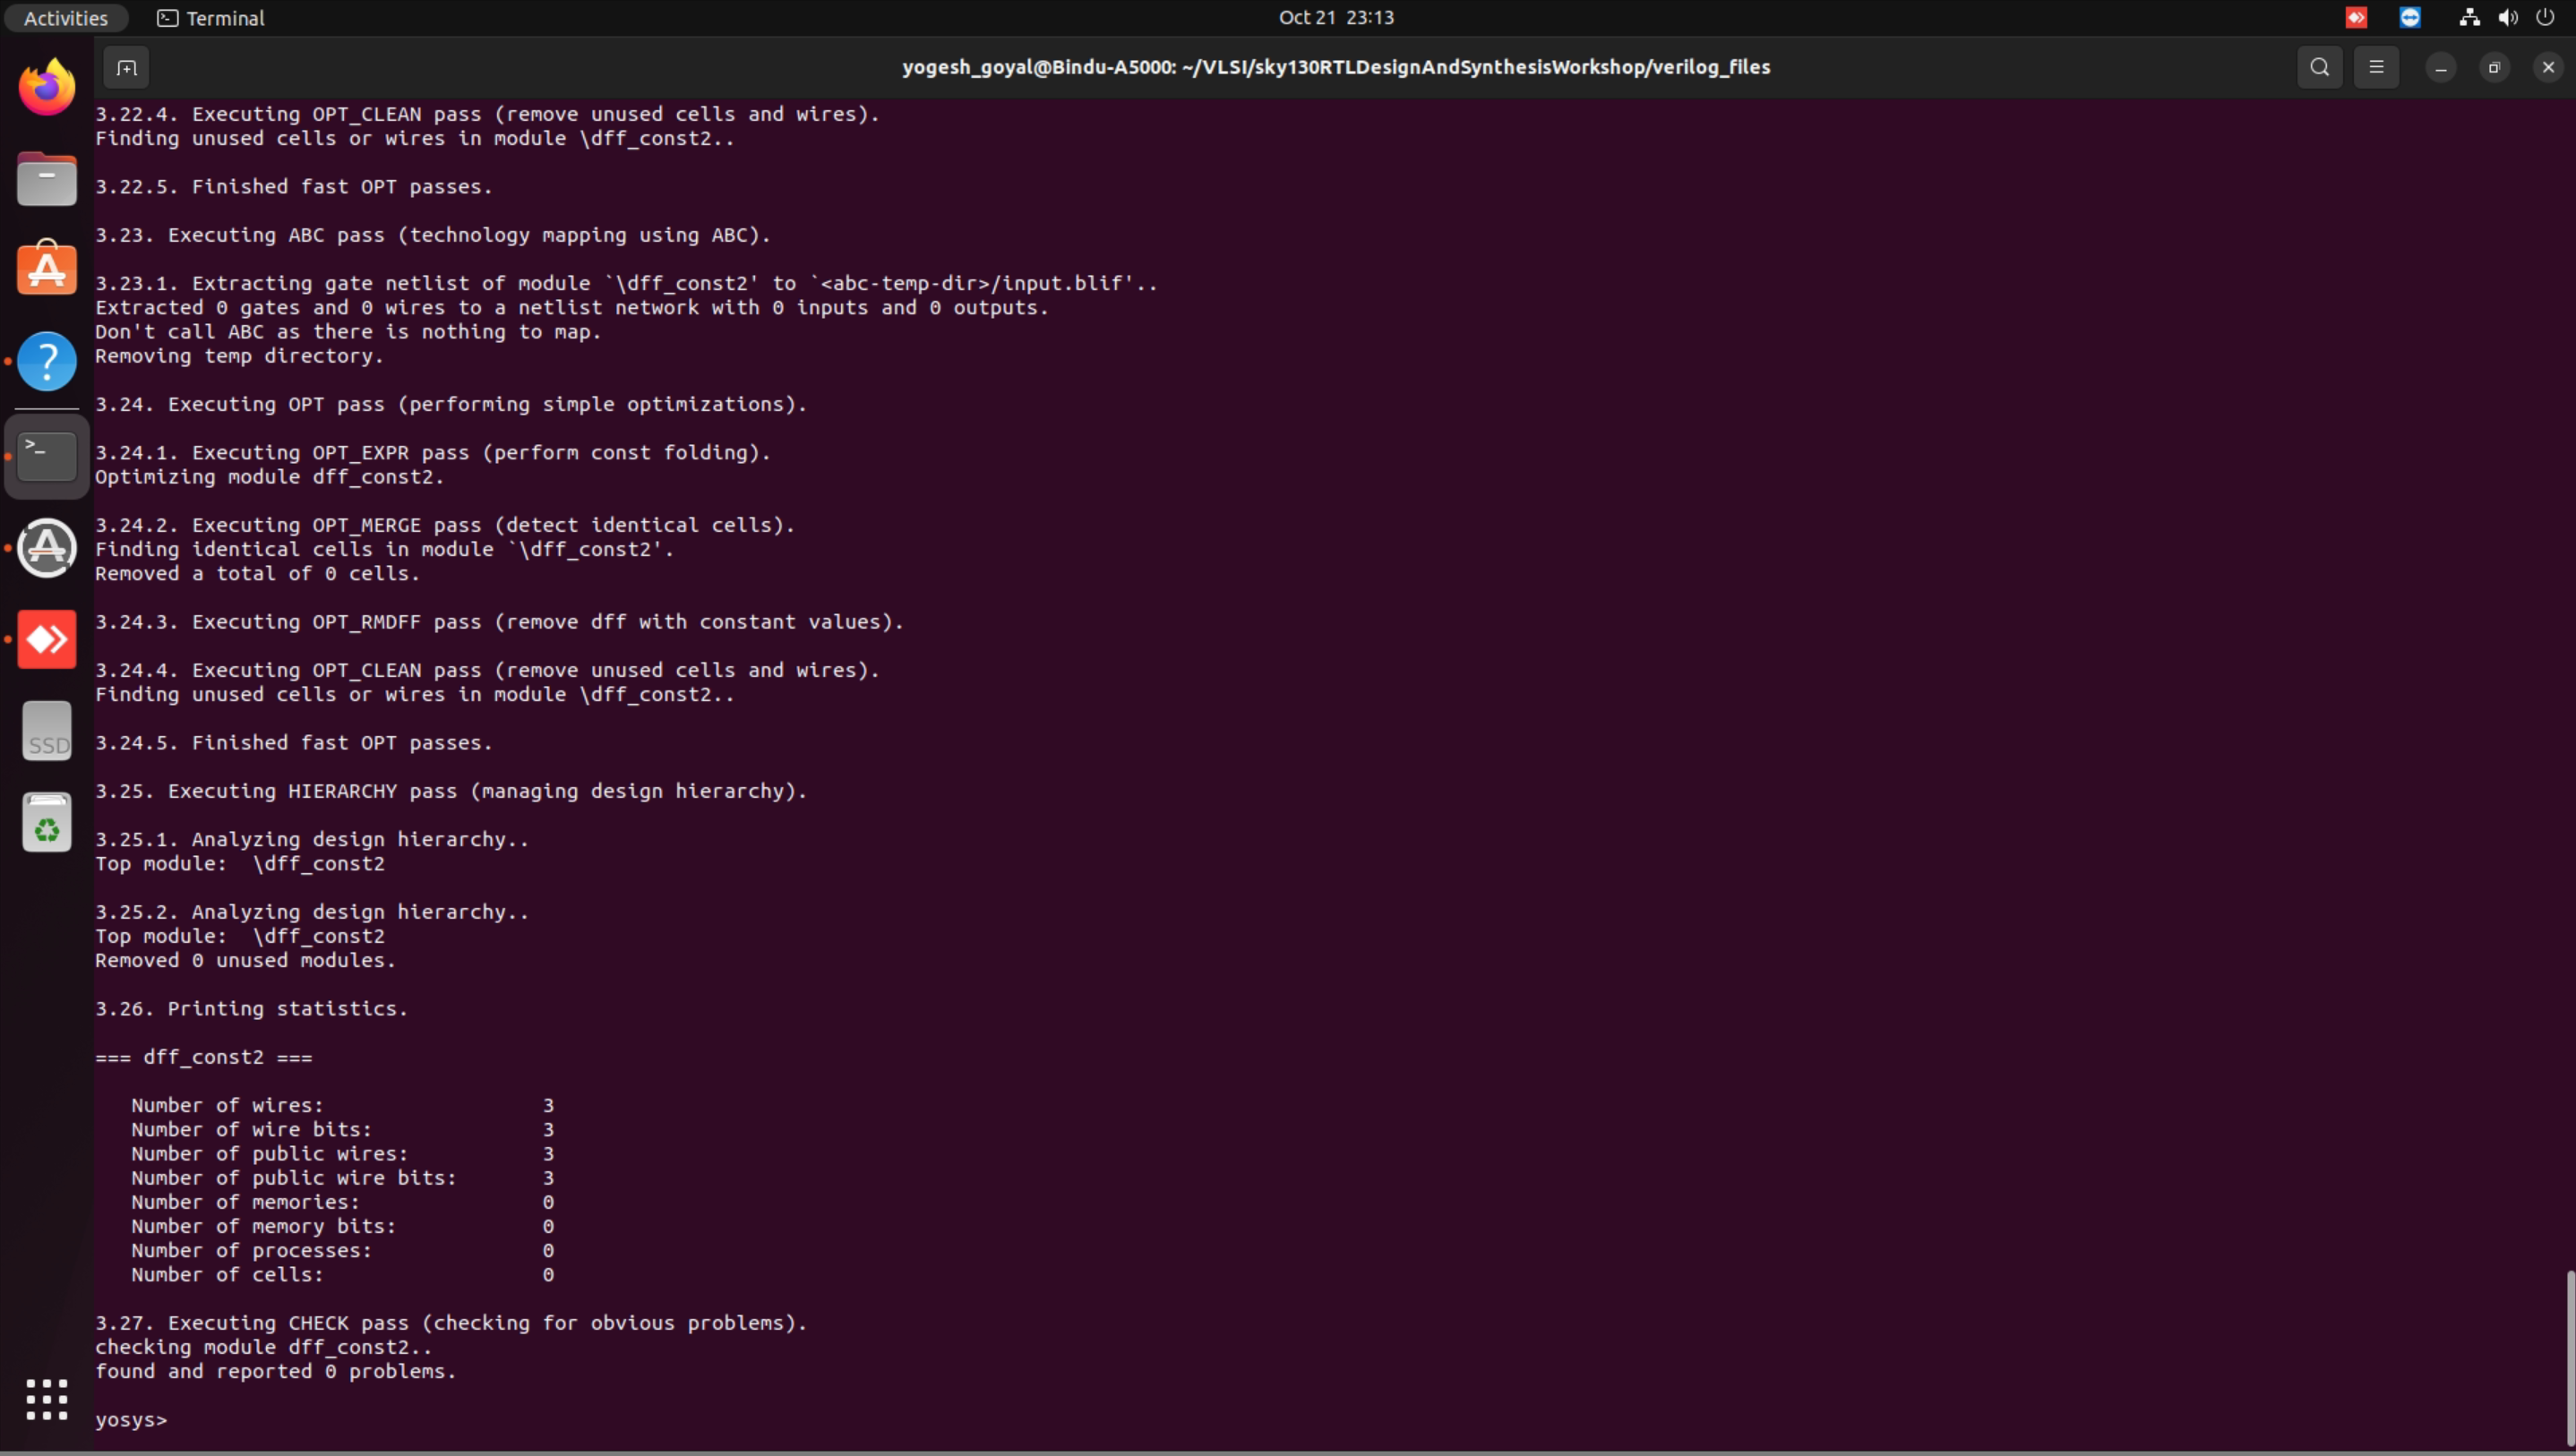 Activities
Terminal
Oct 21 23:13
yogesh_goyal@Bindu-A5000: ~/VLSI/sky130RTLDesignAndSynthesisWorkshop/verilog_files
3.22.4. Executing OPT_CLEAN pass (remove unused cells and wires).
Finding unused cells or wires in module \dff_const2..
3.22.5. Finished fast OPT passes.
3.23. Executing ABC pass (technology mapping using ABC).
3.23.1. Extracting gate netlist of module `\dff_const2' to `<abc-temp-dir>/input.blif'..
Extracted 0 gates and 0 wires to a netlist network with 0 inputs and 0 outputs.
Don't call ABC as there is nothing to map.
Removing temp directory.
3.24. Executing OPT pass (performing simple optimizations).
3.24.1. Executing OPT_EXPR pass (perform const folding).
Optimizing module dff_const2.
3.24.2. Executing OPT_MERGE pass (detect identical cells).
Finding identical cells in module `\dff_const2'.
Removed a total of 0 cells.
3.24.3. Executing OPT_RMDFF pass (remove dff with constant values).
3.24.4. Executing OPT_CLEAN pass (remove unused cells and wires).
Finding unused cells or wires in module \dff_const2..
3.24.5. Finished fast OPT passes.
3.25. Executing HIERARCHY pass (managing design hierarchy).
3.25.1. Analyzing design hierarchy..
Top module:  \dff_const2
3.25.2. Analyzing design hierarchy..
Top module:  \dff_const2
Removed 0 unused modules.
3.26. Printing statistics.
=== dff_const2 ===
Number of wires: 3
Number of wire bits: 3
Number of public wires: 3
Number of public wire bits: 3
Number of memories: 0
Number of memory bits: 0
Number of processes: 0
Number of cells: 0
3.27. Executing CHECK pass (checking for obvious problems).
checking module dff_const2..
found and reported 0 problems.
yosys>
SSD